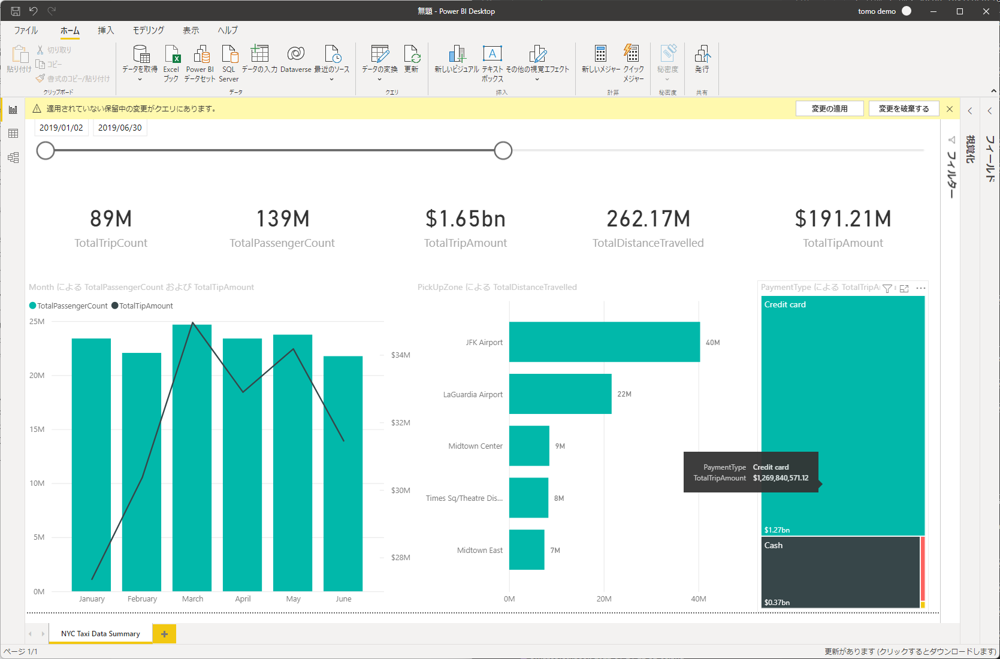 無題 - Power BI Desktop
tomo demo
ファイル ホーム 挿入 モデリング 表示 ヘルプ
貼り付け
切り取り
コピー
書式のコピー/貼り付け
クリップボード
データを取得
Excel
ブック
Power BI
データセット
SQL
Server
データの入力
Dataverse
最近のソース
データ
データの変換
更新
クエリ
新しいビジュアル
テキスト
ボックス
その他の視覚エフェクト
挿入
新しいメジャー
クイック
メジャー
計算
秘密度
秘密度
発行
共有
適用されていない保留中の変更がクエリにあります。
変更の適用
変更を破棄する
2019/01/02
2019/06/30
フィルター
視覚化
フィールド
89M
TotalTripCount
139M
TotalPassengerCount
$1.65bn
TotalTripAmount
262.17M
TotalDistanceTravelled
$191.21M
TotalTipAmount
Month による TotalPassengerCount および TotalTipAmount
TotalPassengerCount TotalTipAmount
25M
20M
15M
10M
5M
0M
$34M
$32M
$30M
$28M
January February March April May June
PickUpZone による TotalDistanceTravelled
JFK Airport 40M
LaGuardia Airport 22M
Midtown Center 9M
Times Sq/Theatre Dis... 8M
Midtown East 7M
0M 20M 40M
PaymentType による TotalTripA
Credit card
PaymentType Credit card
TotalTripAmount $1,269,840,571.12
$1.27bn
Cash
$0.37bn
NYC Taxi Data Summary
ページ 1/1
更新があります (クリックするとダウンロードします)